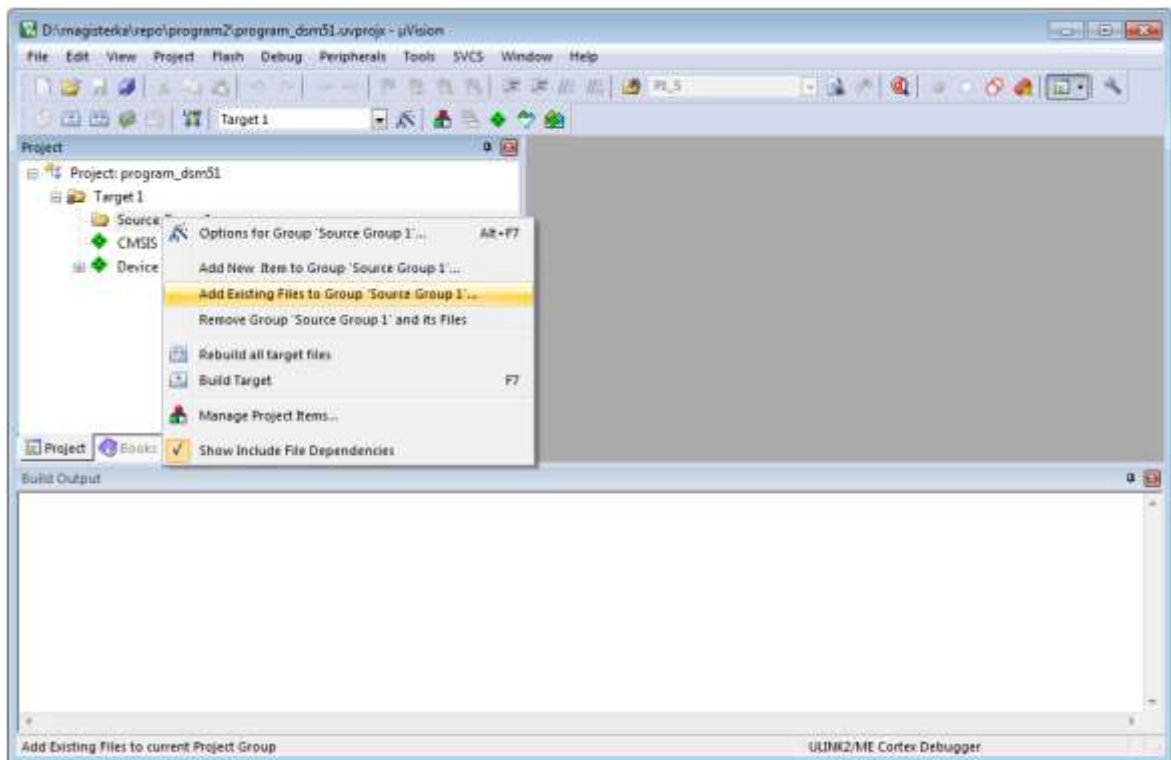 D:\magisterka\repo\program2\program_dsm51.uvprojx - µVision
File Edit View Project Flash Debug Peripherals Tools SVCS Window Help
P1_5
Target 1
Project
Project: program_dsm51
Target 1
Source
CMSIS
Device
Options for Group 'Source Group 1'... Alt+F7
Add New Item to Group 'Source Group 1'...
Add Existing Files to Group 'Source Group 1'...
Remove Group 'Source Group 1' and its Files
Rebuild all target files
Build Target F7
Manage Project Items...
Show Include File Dependencies
Project Books
Build Output
Add Existing Files to current Project Group ULINK2/ME Cortex Debugger